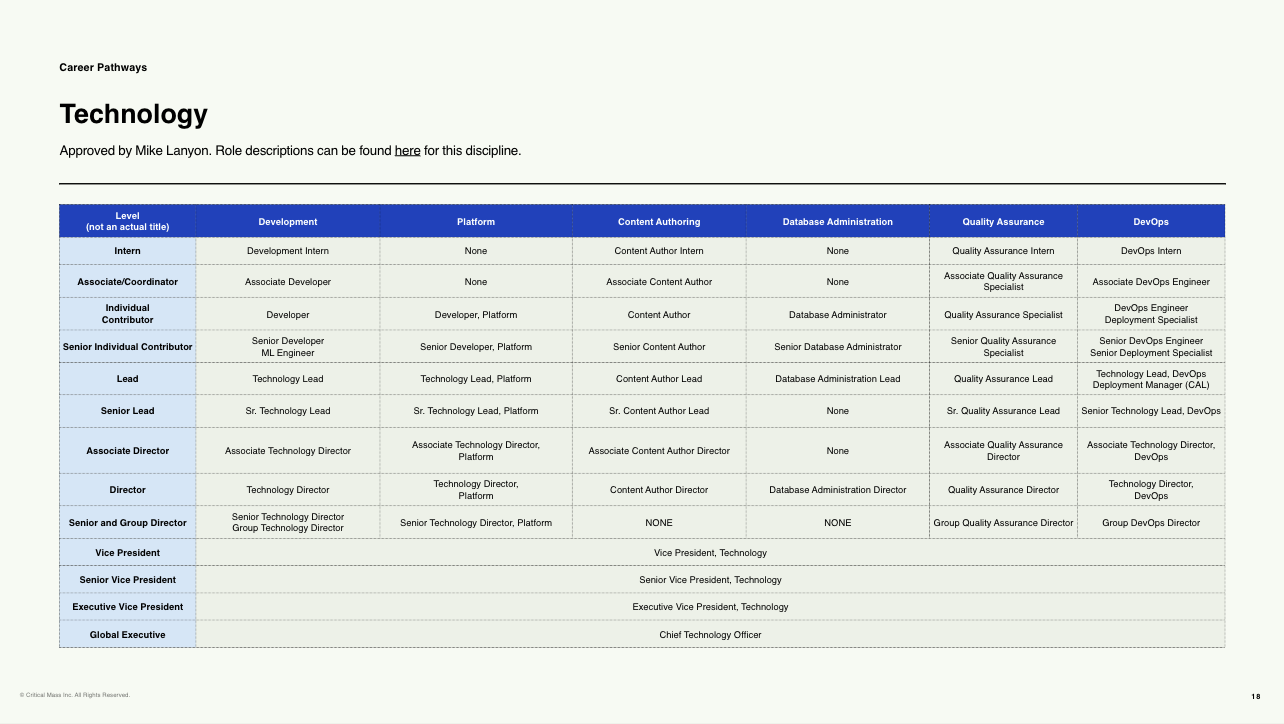 Career Pathways
Technology
Approved by Mike Lanyon. Role descriptions can be found here for this discipline.
Level
(not an actual title)
Development
Platform
Content Authoring
Database Administration
Quality Assurance
DevOps
Intern
Development Intern
None
Content Author Intern
None
Quality Assurance Intern
DevOps Intern
Associate/Coordinator
Associate Developer
None
Associate Content Author
None
Associate Quality Assurance
Specialist
Associate DevOps Engineer
Individual
Contributor
Developer
Developer, Platform
Content Author
Database Administrator
Quality Assurance Specialist
DevOps Engineer
Deployment Specialist
Senior Individual Contributor
Senior Developer
ML Engineer
Senior Developer, Platform
Senior Content Author
Senior Database Administrator
Senior Quality Assurance
Specialist
Senior DevOps Engineer
Senior Deployment Specialist
Lead
Technology Lead
Technology Lead, Platform
Content Author Lead
Database Administration Lead
Quality Assurance Lead
Technology Lead, DevOps
Deployment Manager (CAL)
Senior Lead
Sr. Technology Lead
Sr. Technology Lead, Platform
Sr. Content Author Lead
None
Sr. Quality Assurance Lead
Senior Technology Lead, DevOps
Associate Director
Associate Technology Director
Associate Technology Director,
Platform
Associate Content Author Director
None
Associate Quality Assurance
Director
Associate Technology Director,
DevOps
Director
Technology Director
Technology Director,
Platform
Content Author Director
Database Administration Director
Quality Assurance Director
Technology Director,
DevOps
Senior and Group Director
Senior Technology Director
Group Technology Director
Senior Technology Director, Platform
NONE
NONE
Group Quality Assurance Director
Group DevOps Director
Vice President
Vice President, Technology
Senior Vice President
Senior Vice President, Technology
Executive Vice President
Executive Vice President, Technology
Global Executive
Chief Technology Officer
© Critical Mass Inc. All Rights Reserved.
18